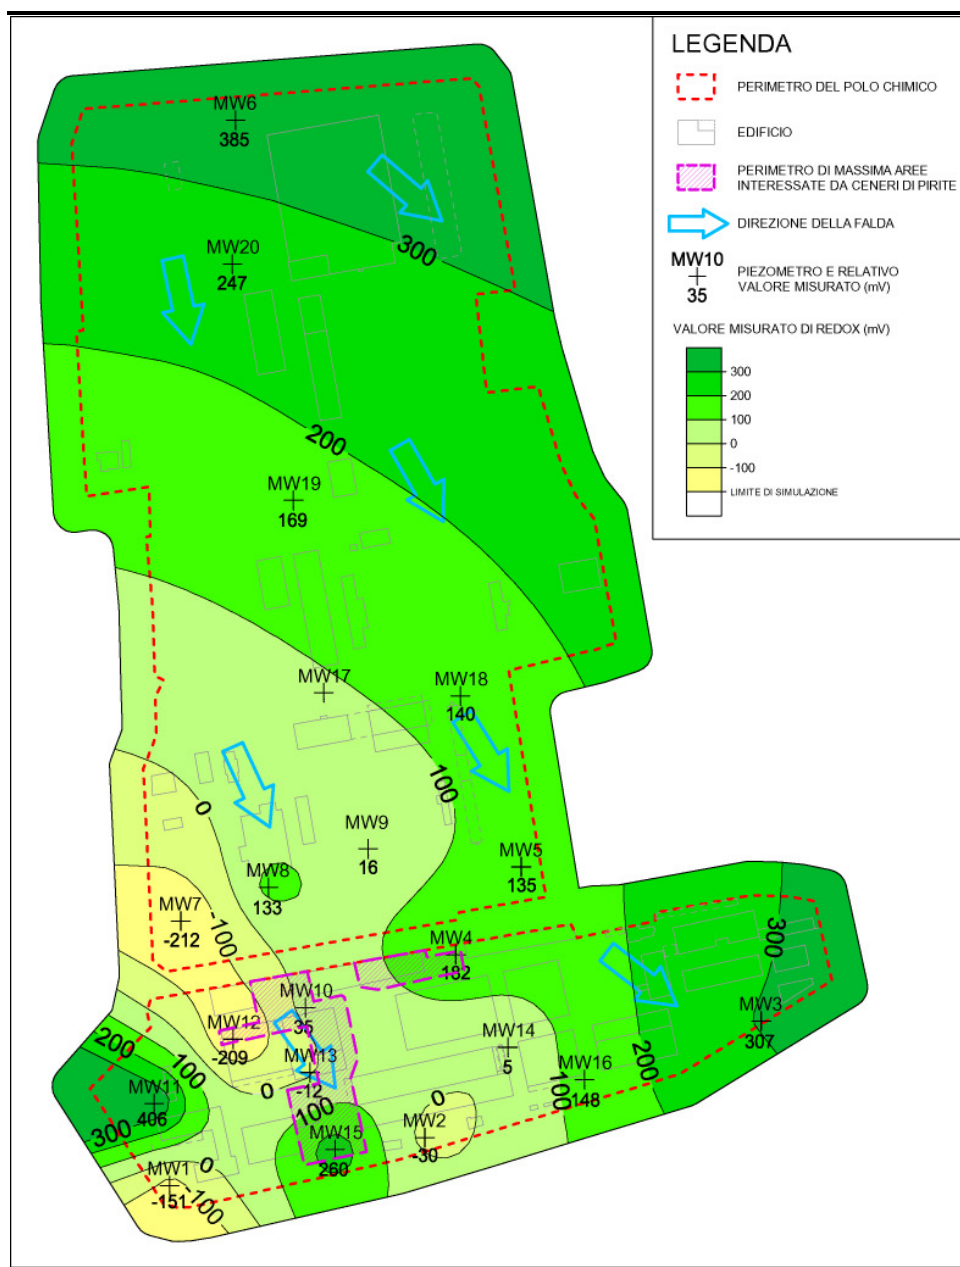 LEGENDA
PERIMETRO DEL POLO CHIMICO
EDIFICIO
PERIMETRO DI MASSIMA AREE
INTERESSATE DA CENERI DI PIRITE
DIREZIONE DELLA FALDA
MW10
35
PIEZOMETRO E RELATIVO
VALORE MISURATO (mV)
VALORE MISURATO DI REDOX (mV)
300
200
100
0
-100
LIMITE DI SIMULAZIONE
MW6
385
300
MW20
247
200
MW19
169
MW17
MW18
140
100
0
MW9
16
MW5
135
MW8
133
MW7
-212
-100
MW4
182
300
MW10
35
MW3
307
MW12
-209
MW14
5
MW13
-12
200
100
200
MW16
148
100
MW11
406
0
100
0
300
MW15
260
MW2
-30
MW1
-151
0
-100